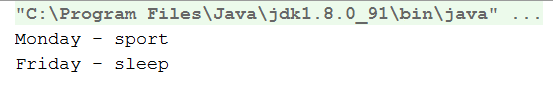 "C:\Program Files\Java\jdk1.8.0_91\bin\java" ...
Monday - sport
Friday - sleep